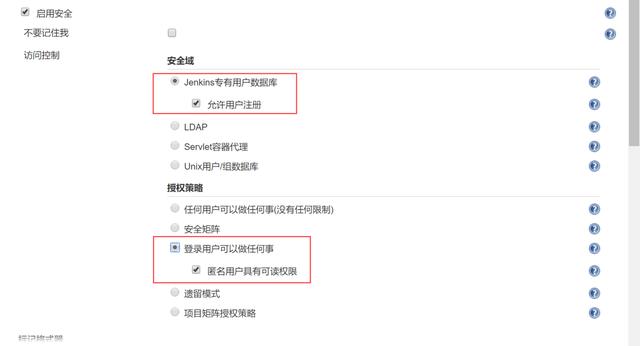 启用安全
不要记住我
访问控制
安全域
Jenkins专有用户数据库
允许用户注册
LDAP
Servlet容器代理
Unix用户/组数据库
授权策略
任何用户可以做任何事(没有任何限制)
安全矩阵
登录用户可以做任何事
匿名用户具有可读权限
遗留模式
项目矩阵授权策略
标记格式器